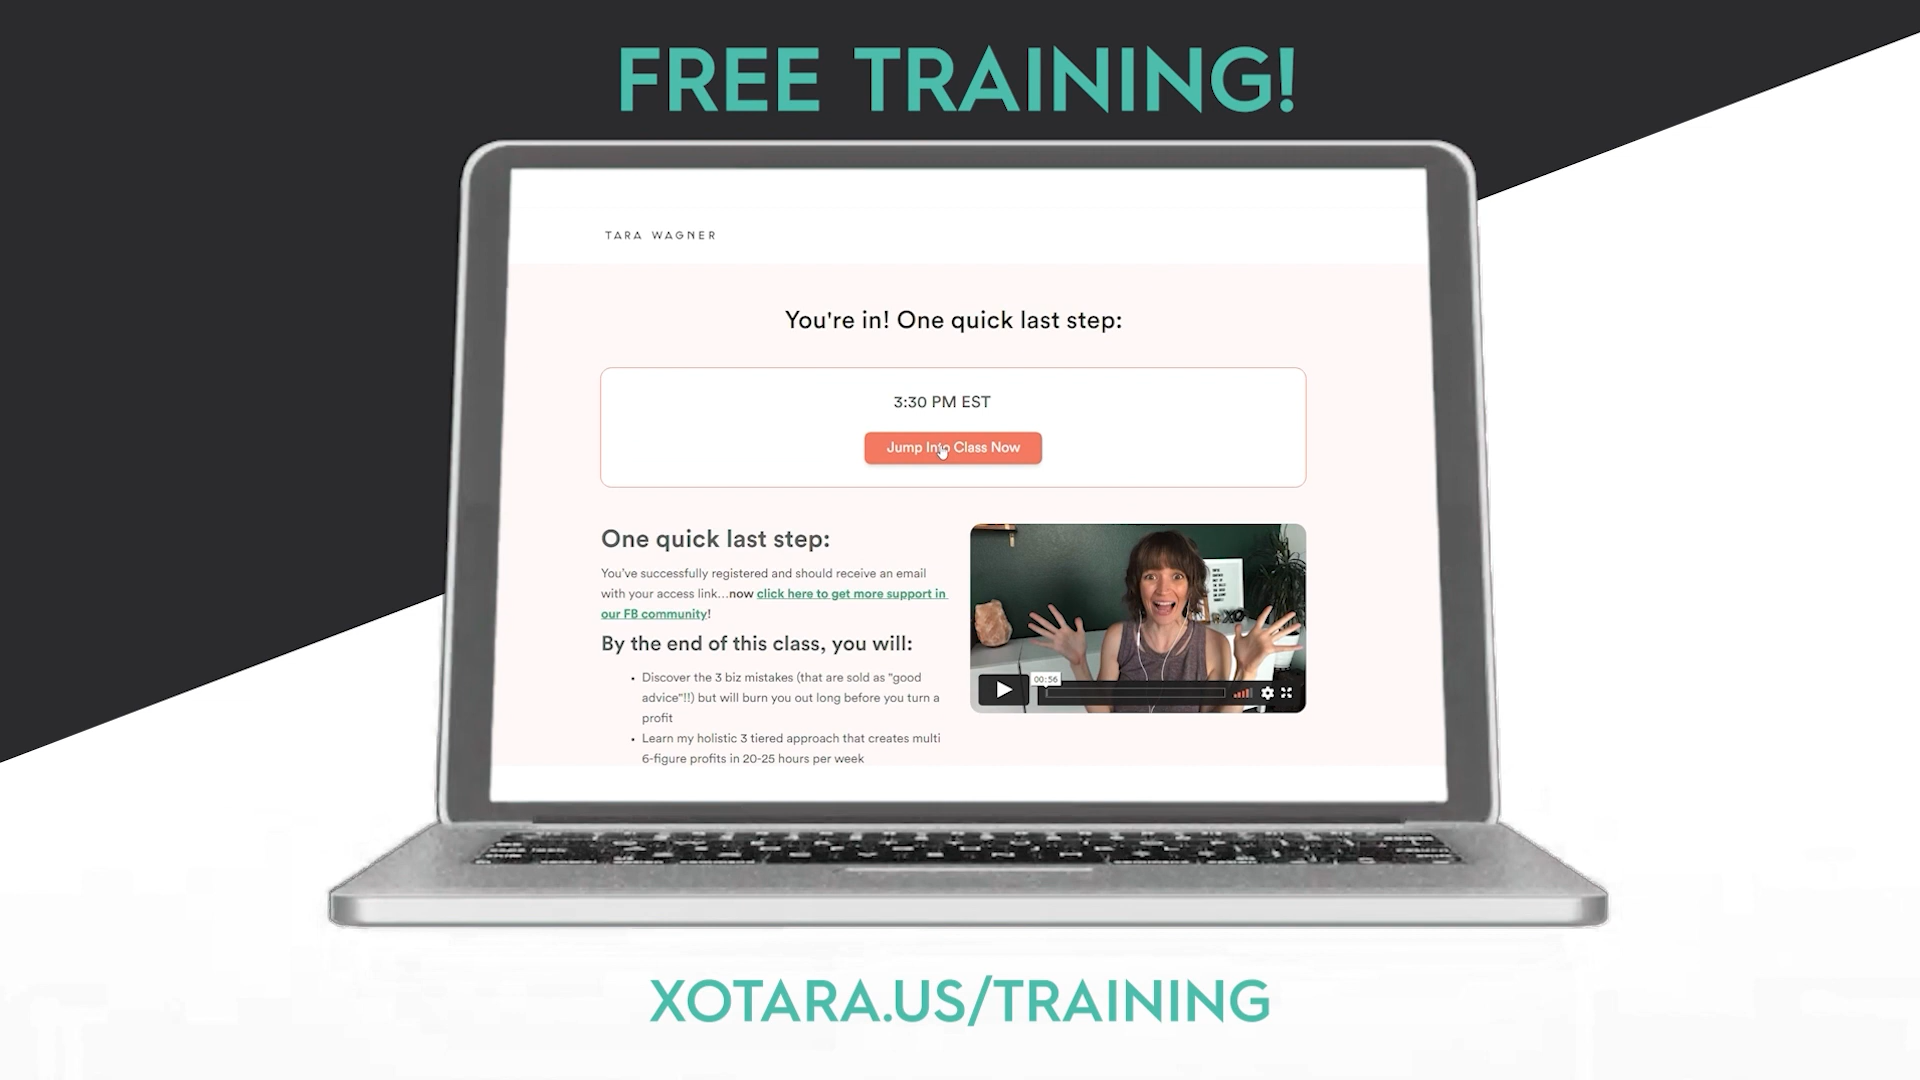 FREE TRAINING!
TARA WAGNER
You're in! One quick last step:
3:30 PM EST
Jump Into Class Now
One quick last step:
You've successfully registered and should receive an email
with your access link...now click here to get more support in
our FB community!
By the end of this class, you will:
• Discover the 3 biz mistakes (that are sold as "good
advice"!!) but will burn you out long before you turn a
profit
• Learn my holistic 3 tiered approach that creates multi
6-figure profits in 20-25 hours per week
00:56
XOTARA.US/TRAINING